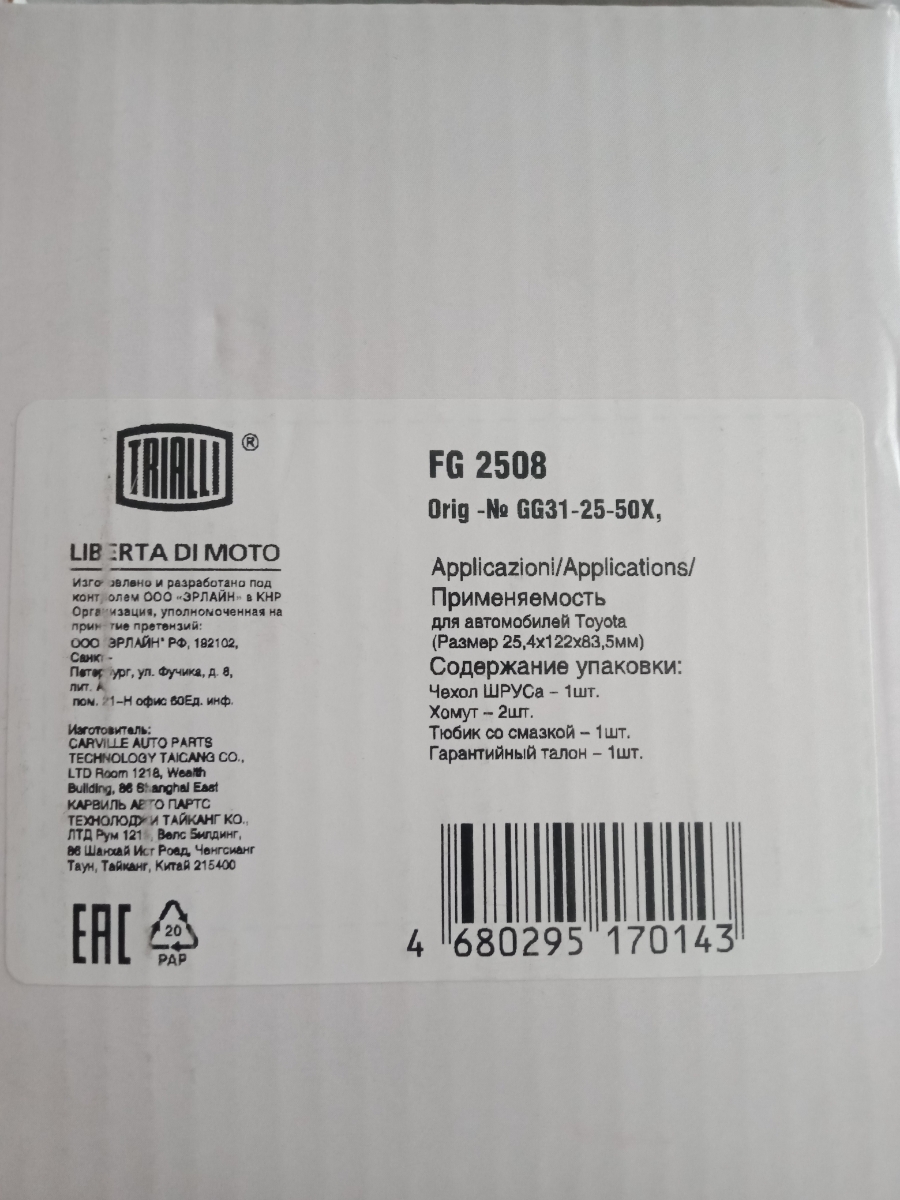 TRIALLI ®
LIBERTA DI MOTO
Изготовлено и разработано под
контролем ООО «ЭРЛАЙН» в КНР
Организация, уполномоченная на
принятие претензий:
ООО "ЭРЛАЙН" РФ, 192102,
Санкт-
Петербург, ул. Фучика, д. 8,
лит. А
пом. 21-Н офис 60Ед. инф.
Изготовитель:
CARVILLE AUTO PARTS
TECHNOLOGY TAICANG CO.,
LTD Room 1218, Wealth
Building, 86 Shanghai East
КАРВИЛЬ АВТО ПАРТС
ТЕХНОЛОДЖИ ТАЙКАНГ КО.,
ЛТД Рум 121 , Велс Билдинг,
86 Шанхай Ист Роад, Ченгсианг
Таун, Тайканг, Китай 215400
EAC
20
PAP
FG 2508
Orig -№ GG31-25-50X,
Applicazioni/Applications/
Применяемость
для автомобилей Toyota
(Размер 25,4х122х83,5мм)
Содержание упаковки:
Чехол ШРУСа – 1шт.
Хомут – 2шт.
Тюбик со смазкой – 1шт.
Гарантийный талон – 1шт.
4 680295 170143